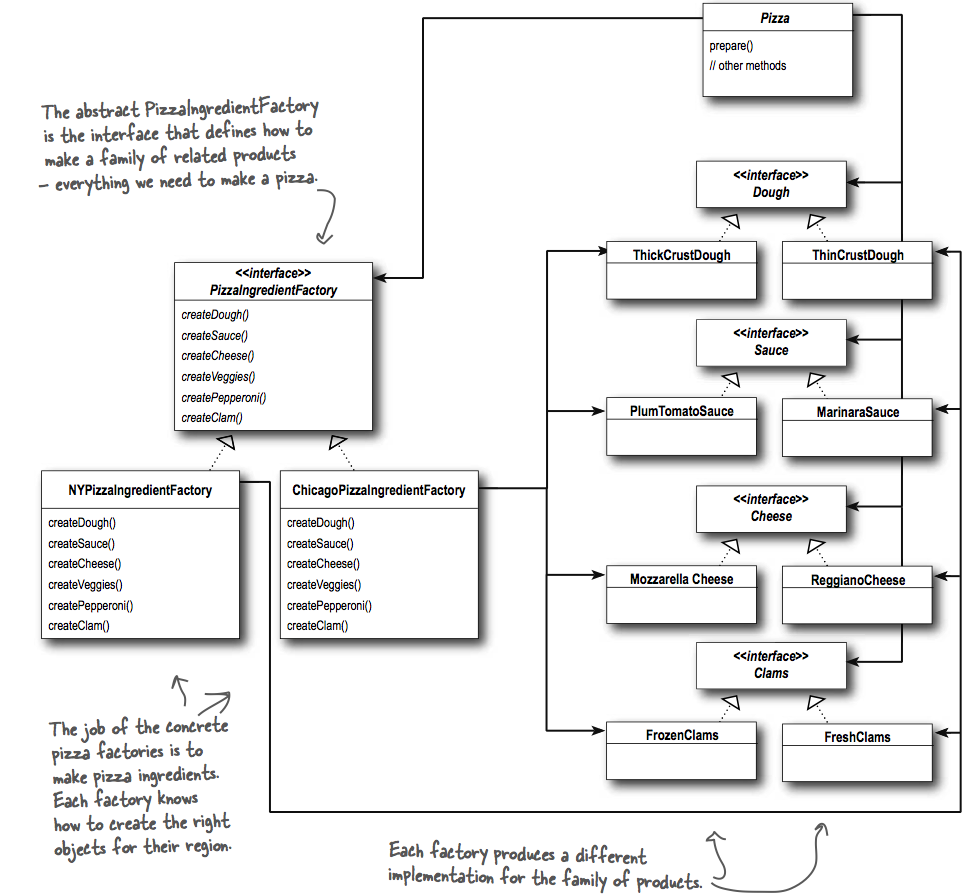 Pizza
prepare()
// other methods
The abstract PizzaIngredientFactory
is the interface that defines how to
make a family of related products
– everything we need to make a pizza.
<<interface>>
Dough
ThickCrustDough
ThinCrustDough
<<interface>>
PizzaIngredientFactory
createDough()
createSauce()
createCheese()
createVeggies()
createPepperoni()
createClam()
<<interface>>
Sauce
PlumTomatoSauce
MarinaraSauce
NYPizzaIngredientFactory
createDough()
createSauce()
createCheese()
createVeggies()
createPepperoni()
createClam()
ChicagoPizzaIngredientFactory
createDough()
createSauce()
createCheese()
createVeggies()
createPepperoni()
createClam()
<<interface>>
Cheese
Mozzarella Cheese
ReggianoCheese
<<interface>>
Clams
FrozenClams
FreshClams
The job of the concrete
pizza factories is to
make pizza ingredients.
Each factory knows
how to create the right
objects for their region.
Each factory produces a different
implementation for the family of products.